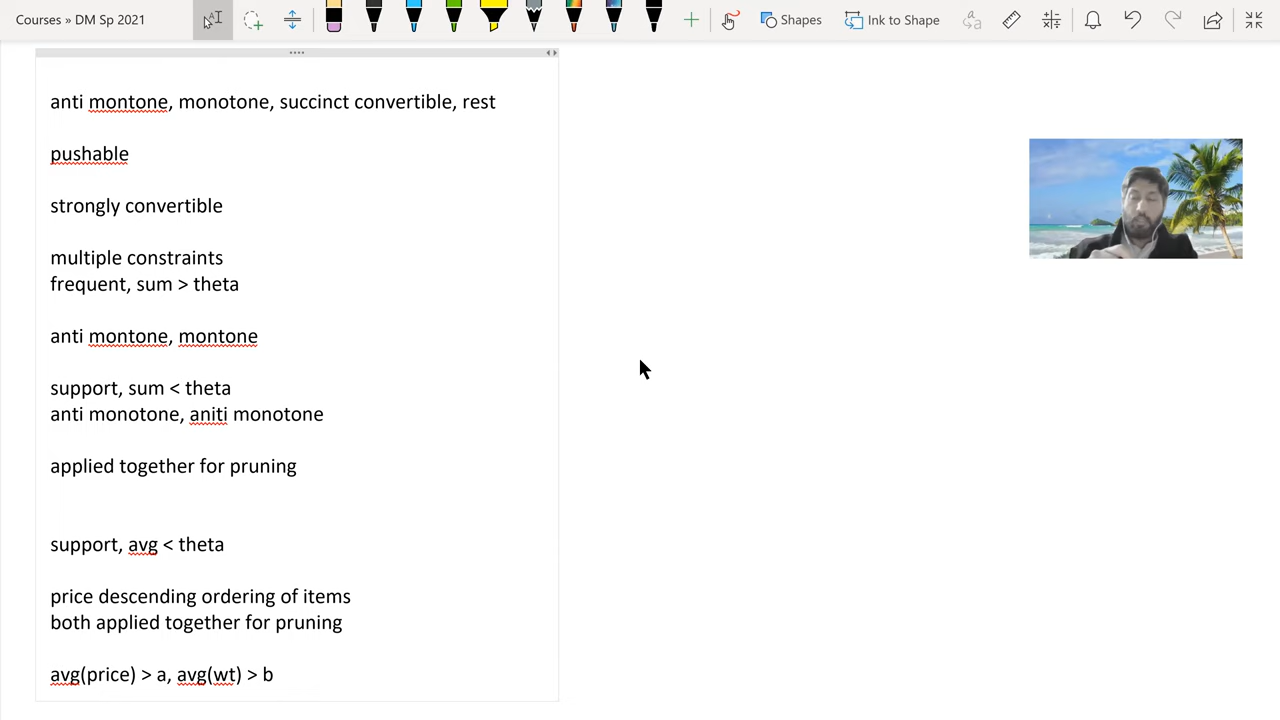 Courses » DM Sp 2021
Shapes
Ink to Shape
anti montone, monotone, succinct convertible, rest
pushable
strongly convertible
multiple constraints
frequent, sum > theta
anti montone, montone
support, sum < theta
anti monotone, aniti monotone
applied together for pruning
support, avg < theta
price descending ordering of items
both applied together for pruning
avg(price) > a, avg(wt) > b